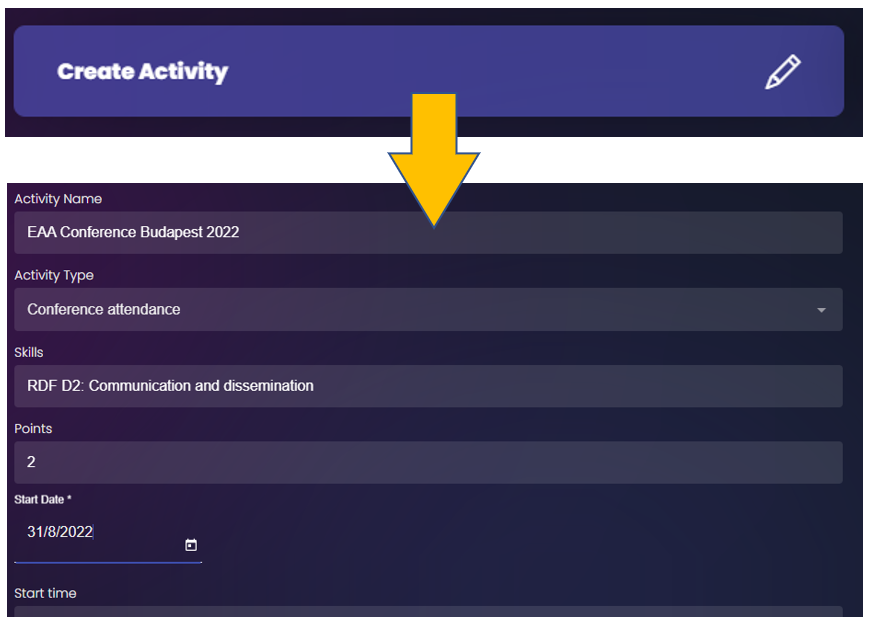 Create Activity
Activity Name
EAA Conference Budapest 2022
Activity Type
Conference attendance
Skills
RDF D2: Communication and dissemination
Points
2
Start Date *
31/8/2022
Start time